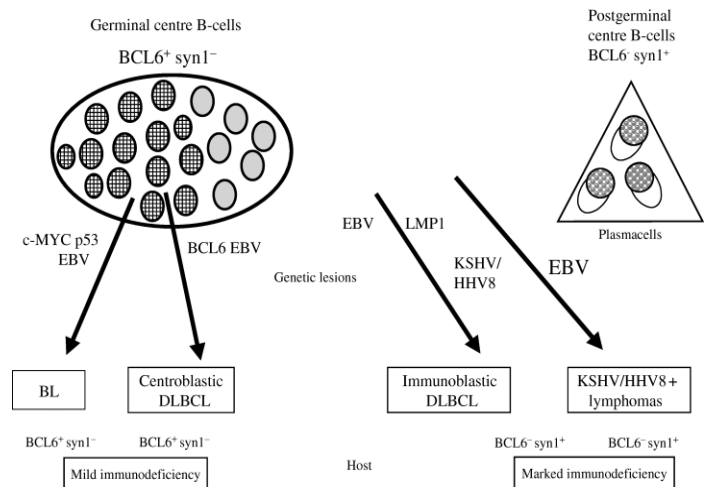 Germinal centre B-cells
BCL6⁺ syn1⁻
Postgerminal
centre B-cells
BCL6⁻ syn1⁺
Plasmacells
c-MYC p53
EBV
BCL6 EBV
Genetic lesions
EBV
LMP1
KSHV/
HHV8
EBV
BL
Centroblastic
DLBCL
Immunoblastic
DLBCL
KSHV/HHV8 +
lymphomas
BCL6⁺ syn1⁻
BCL6⁺ syn1⁻
BCL6⁻ syn1⁺
BCL6⁻ syn1⁺
Mild immunodeficiency
Host
Marked immunodeficiency